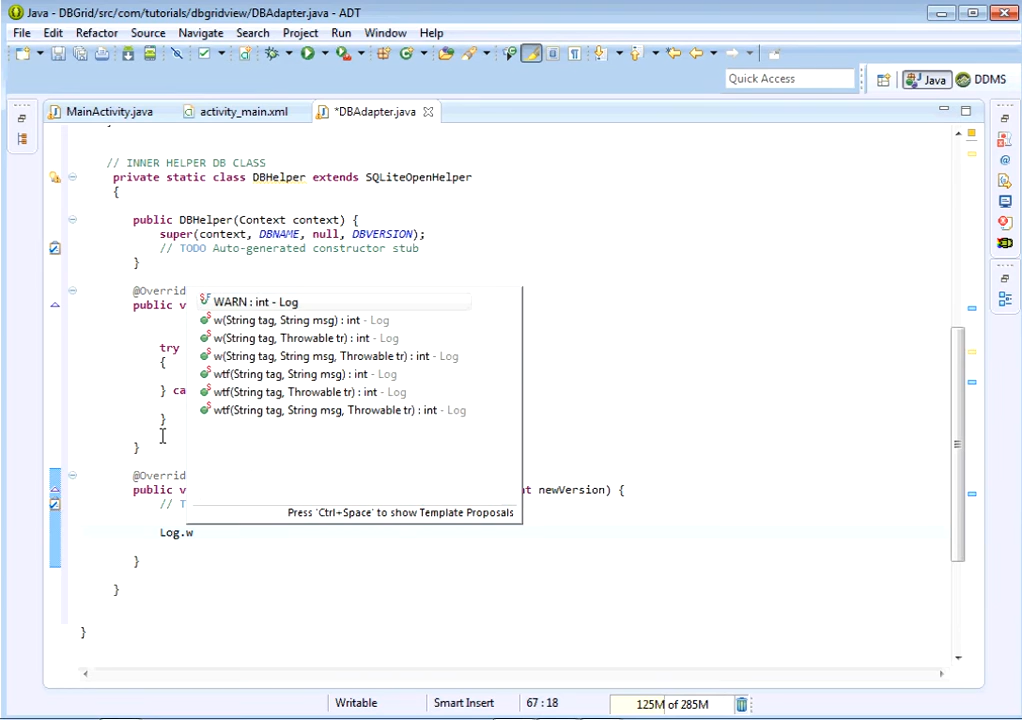 Java - DBGrid/src/com/tutorials/dbgridview/DBAdapter.java - ADT
File Edit Refactor Source Navigate Search Project Run Window Help
Quick Access
Java
DDMS
MainActivity.java
activity_main.xml
*DBAdapter.java
// INNER HELPER DB CLASS
private static class DBHelper extends SQLiteOpenHelper
{
public DBHelper(Context context) {
super(context, DBNAME, null, DBVERSION);
// TODO Auto-generated constructor stub
}
@Overrid
public v
try
{
} ca
}
}
WARN : int - Log
w(String tag, String msg) : int - Log
w(String tag, Throwable tr) : int - Log
w(String tag, String msg, Throwable tr) : int - Log
wtf(String tag, String msg) : int - Log
wtf(String tag, Throwable tr) : int - Log
wtf(String tag, String msg, Throwable tr) : int - Log
Press 'Ctrl+Space' to show Template Proposals
@Overrid
public v nt newVersion) {
// T
Log.w
}
}
}
Writable
Smart Insert
67 : 18
125M of 285M